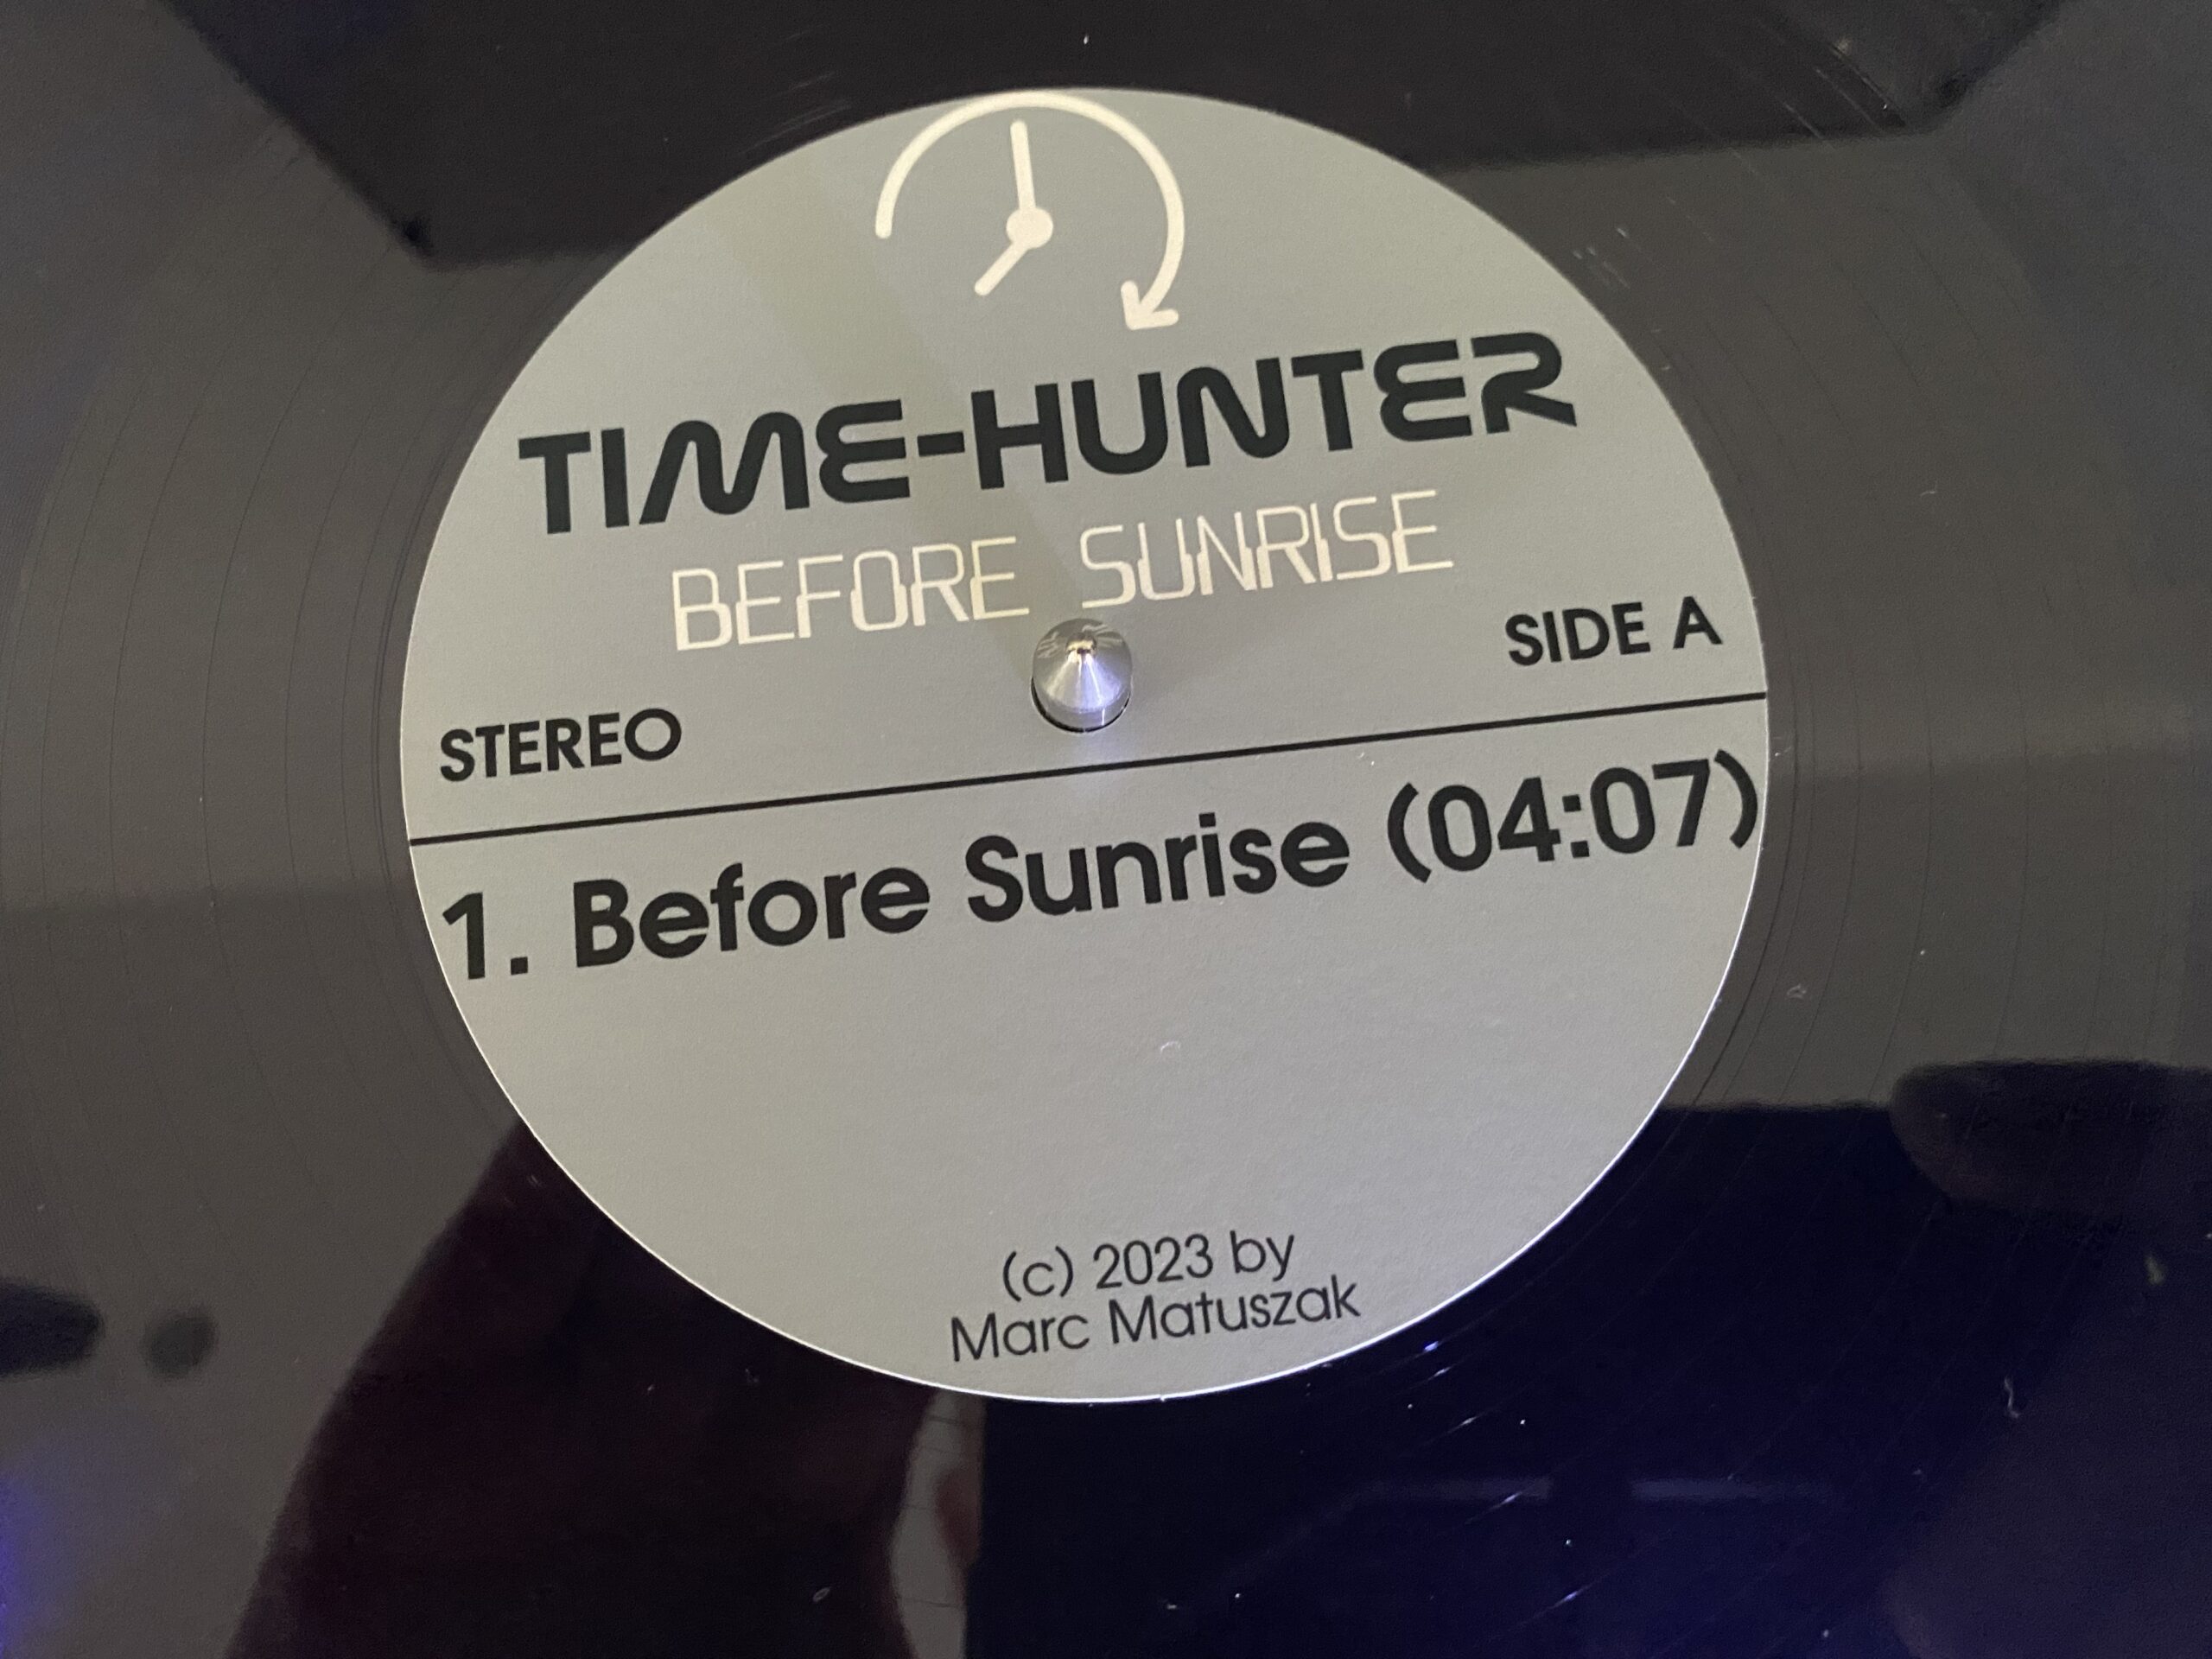 TIME-HUNTER
BEFORE SUNRISE
SIDE A
STEREO
1. Before Sunrise (04:07)
(c) 2023 by
Marc Matuszak